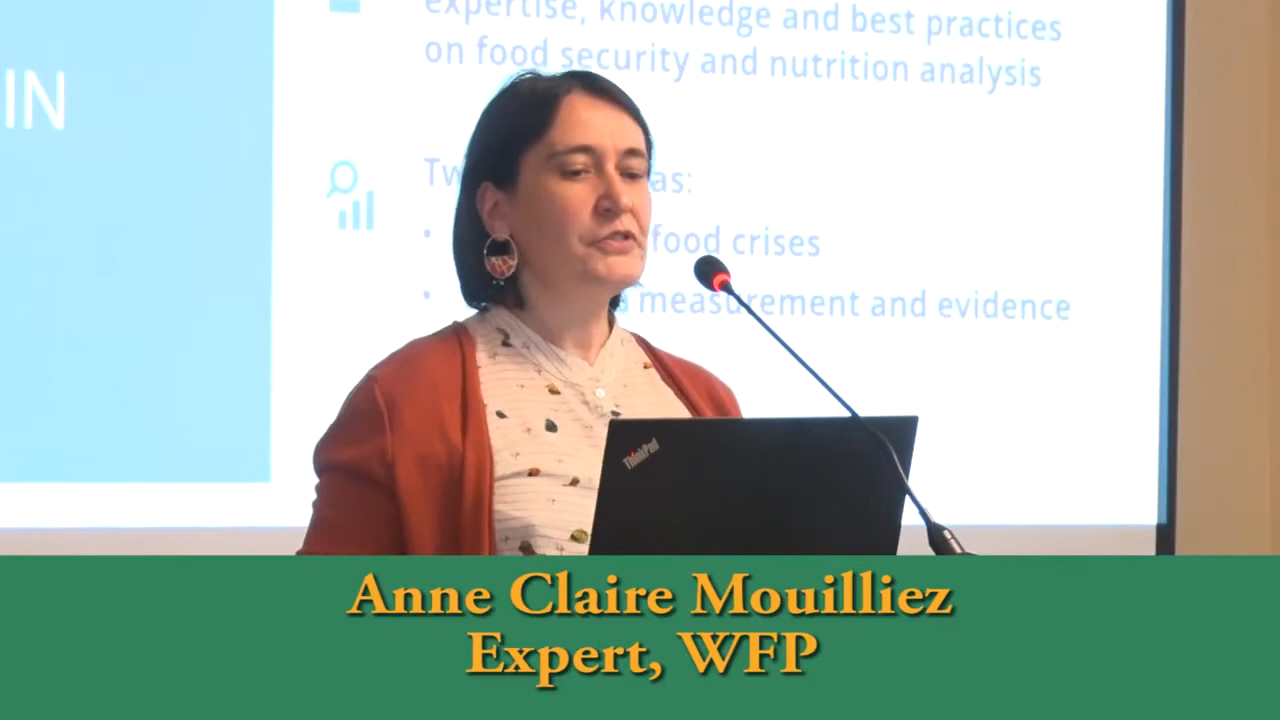 IN
expertise, knowledge and best practices
on food security and nutrition analysis
as:
food crises
measurement and evidence
ThinkPad
Anne Claire Mouilliez
Expert, WFP